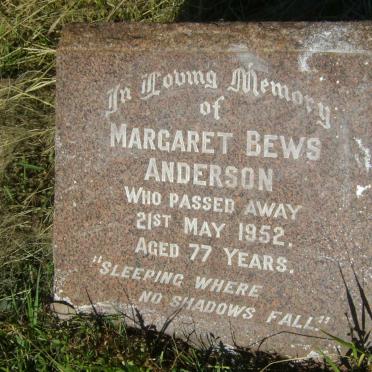 In Loving Memory
of
MARGARET BEWS
ANDERSON
WHO PASSED AWAY
21ST MAY 1952.
AGED 77 YEARS.
"SLEEPING WHERE
NO SHADOWS FALL."